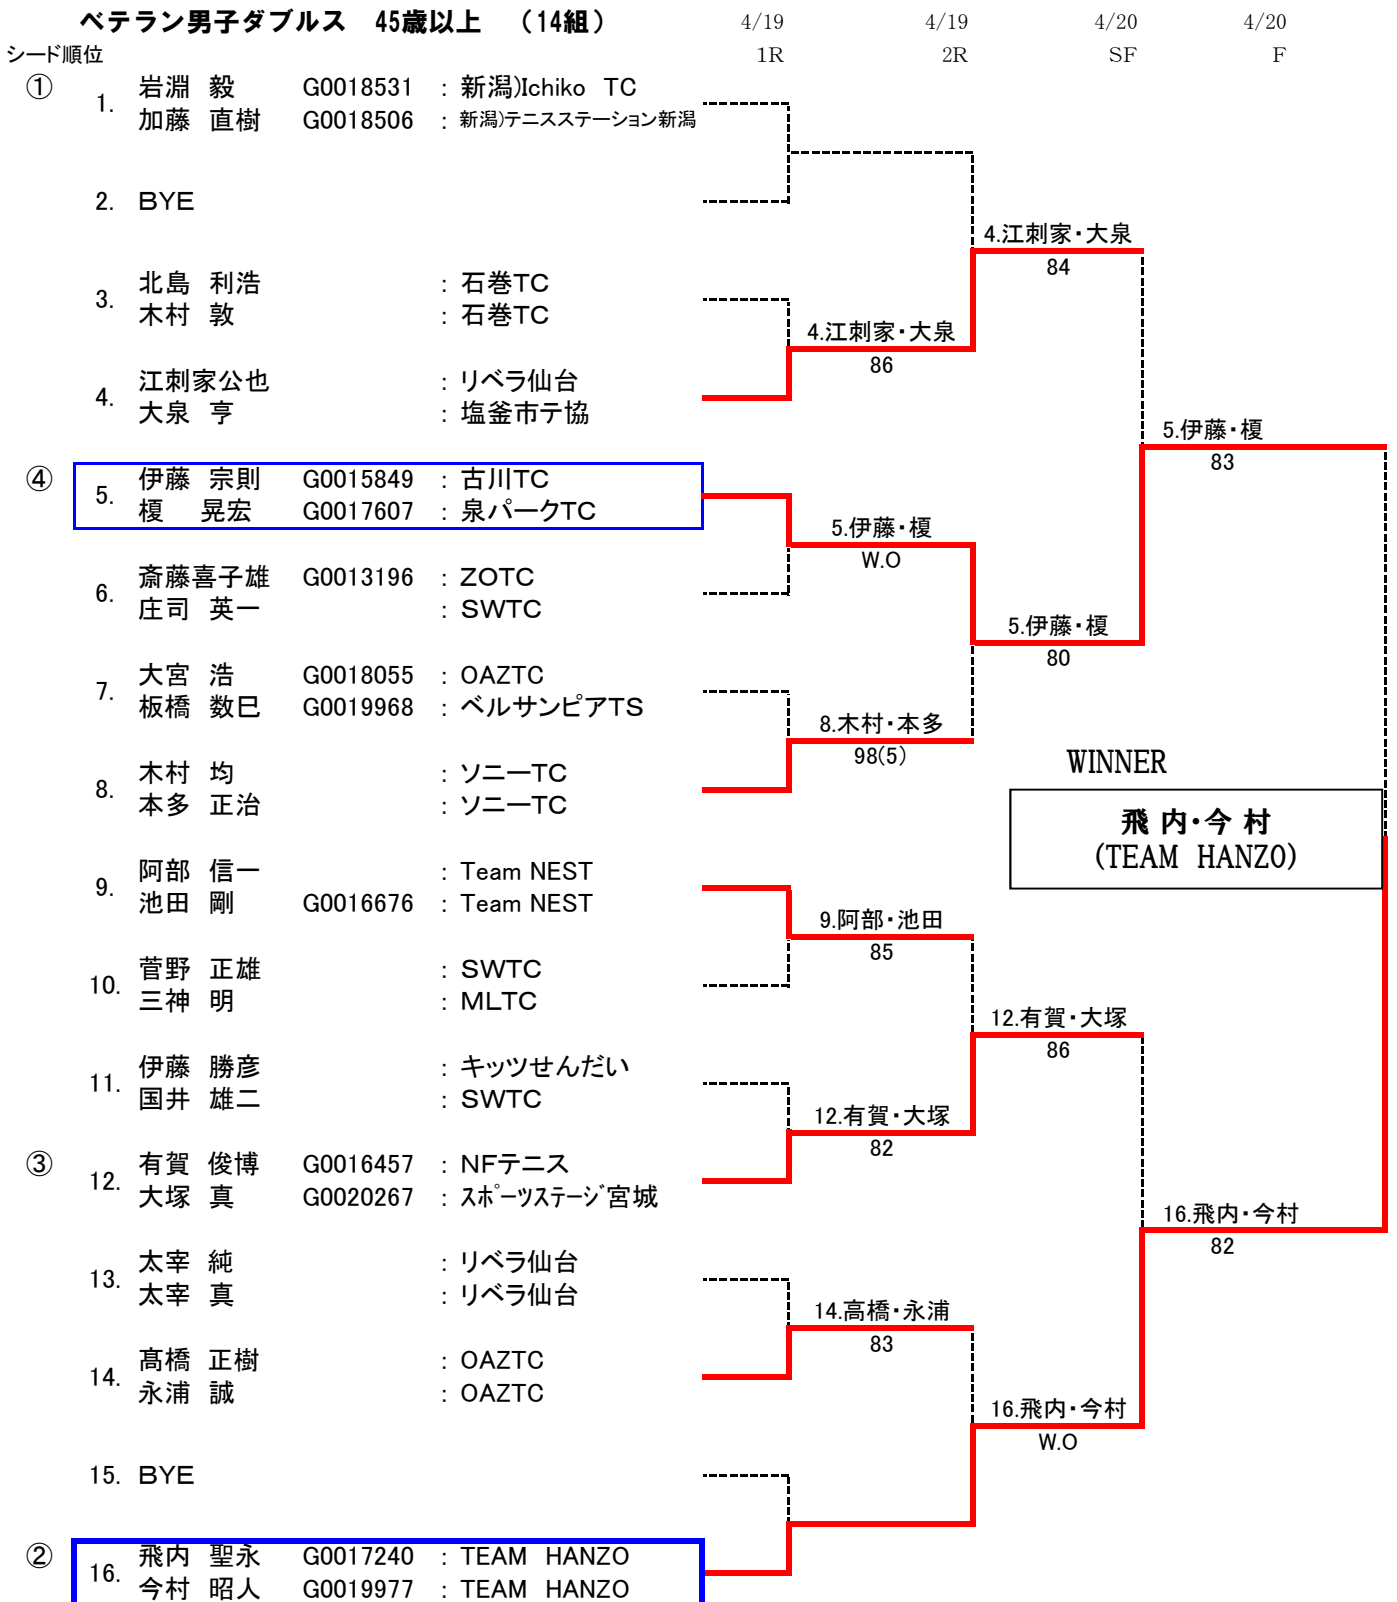 ベテラン男子ダブルス 45歳以上 （14組） 4/19 4/19 4/20 4/20
シード順位 1R 2R SF F
① 1. 岩淵 毅 G0018531 : 新潟)Ichiko TC
加藤 直樹 G0018506 : 新潟)テニスステーション新潟
2. BYE
4.江刺家・大泉
84
3. 北島 利浩 : 石巻TC
木村 敦 : 石巻TC
4.江刺家・大泉
86
4. 江刺家公也 : リベラ仙台
大泉 亨 : 塩釜市テ協
5.伊藤・榎
83
④ 5. 伊藤 宗則 G0015849 : 古川TC
榎 晃宏 G0017607 : 泉パークTC
5.伊藤・榎
W.O
6. 斎藤喜子雄 G0013196 : ZOTC
庄司 英一 : SWTC
5.伊藤・榎
80
7. 大宮 浩 G0018055 : OAZTC
板橋 数巳 G0019968 : ベルサンピアTS
8.木村・本多
98(5)
WINNER
8. 木村 均 : ソニーTC
本多 正治 : ソニーTC
飛 内・今 村
(TEAM HANZO)
9. 阿部 信一 : Team NEST
池田 剛 G0016676 : Team NEST
9.阿部・池田
85
10. 菅野 正雄 : SWTC
三神 明 : MLTC
12.有賀・大塚
86
11. 伊藤 勝彦 : キッツせんだい
国井 雄二 : SWTC
12.有賀・大塚
82
③ 12. 有賀 俊博 G0016457 : NFテニス
大塚 真 G0020267 : ｽﾎﾟｰﾂｽﾃｰｼﾞ宮城
16.飛内・今村
82
13. 太宰 純 : リベラ仙台
太宰 真 : リベラ仙台
14.高橋・永浦
83
14. 髙橋 正樹 : OAZTC
永浦 誠 : OAZTC
16.飛内・今村
W.O
15. BYE
② 16. 飛内 聖永 G0017240 : TEAM HANZO
今村 昭人 G0019977 : TEAM HANZO